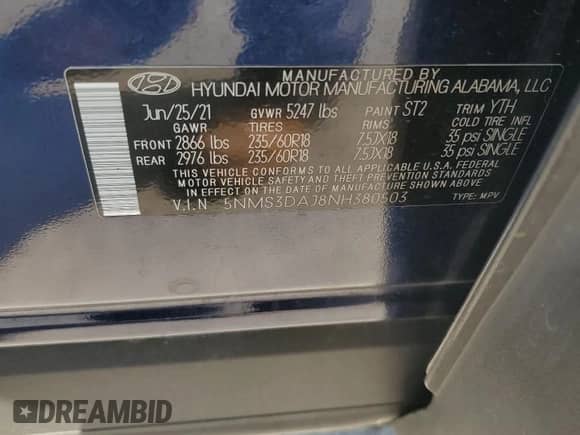 MANUFACTURED BY
HYUNDAI MOTOR MANUFACTURING ALABAMA, LLC
Jun/25/21 GVWR 5247 lbs PAINT ST2 TRIM YTH
GAWR TIRES RIMS COLD TIRE INFL
FRONT 2866 lbs 235/60R18 7.5JX18 35 psi SINGLE
REAR 2976 lbs 235/60R18 7.5JX18 35 psi SINGLE
THIS VEHICLE CONFORMS TO ALL APPLICABLE U.S.A. FEDERAL
MOTOR VEHICLE SAFETY AND THEFT PREVENTION STANDARDS
IN EFFECT ON THE DATE OF MANUFACTURE SHOWN ABOVE.
V.I.N 5NMS3DAJ8NH380503 TYPE: MPV
DREAMBID